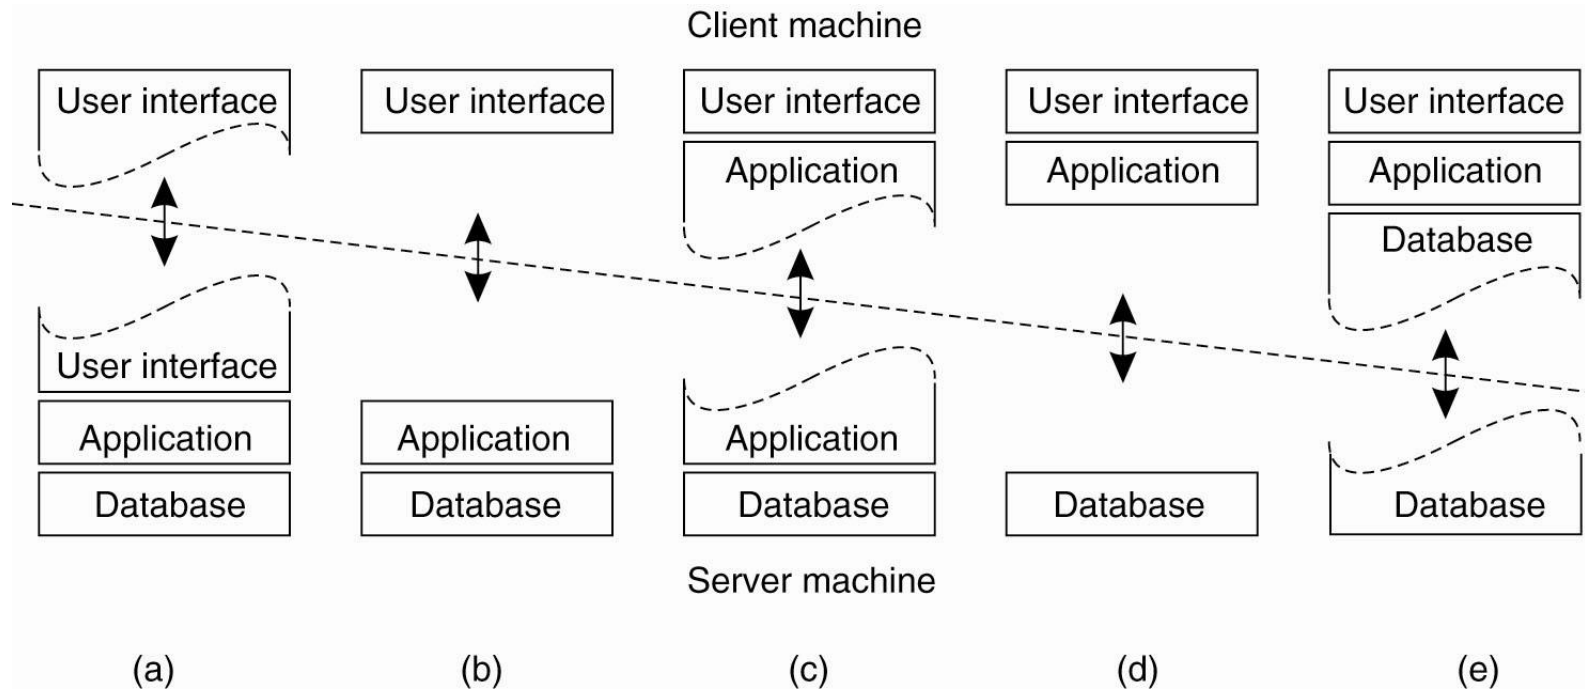 Client machine
User interface
User interface
User interface
User interface
User interface
Application
Application
Application
Database
User interface
Application
Application
Application
Database
Database
Database
Database
Database
Server machine
(a)
(b)
(c)
(d)
(e)